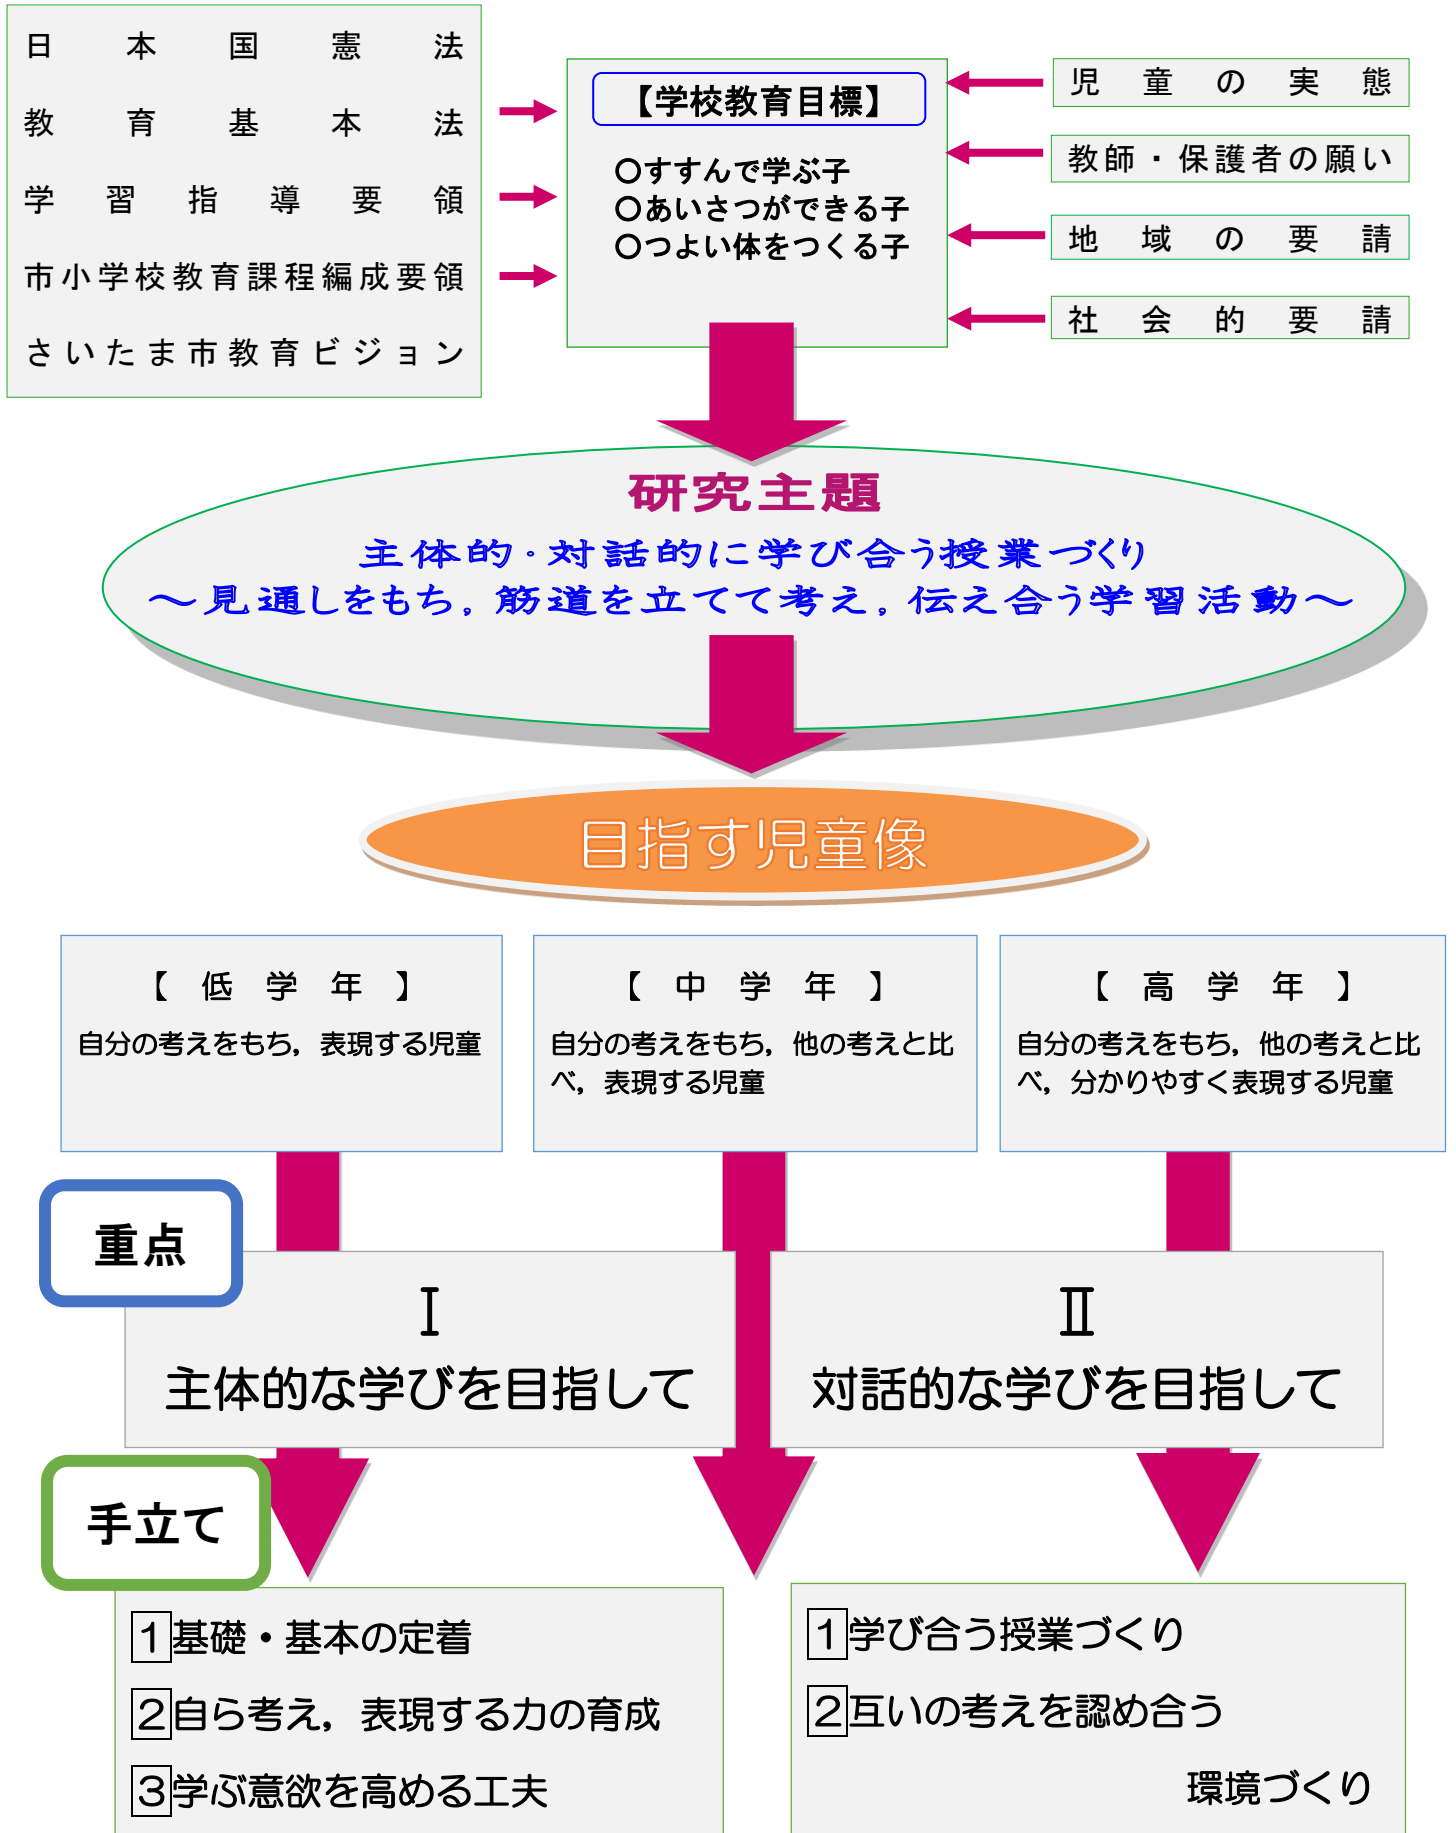 日本国憲法
教育基本法
学習指導要領
市小学校教育課程編成要領
さいたま市教育ビジョン
【学校教育目標】
○すすんで学ぶ子
○あいさつができる子
○つよい体をつくる子
児童の実態
教師・保護者の願い
地域の要請
社会的要請
研究主題
主体的・対話的に学び合う授業づくり
～見通しをもち，筋道を立てて考え，伝え合う学習活動～
目指す児童像
【 低 学 年 】
自分の考えをもち，表現する児童
【 中 学 年 】
自分の考えをもち，他の考えと比
べ，表現する児童
【 高 学 年 】
自分の考えをもち，他の考えと比
べ，分かりやすく表現する児童
重点
Ⅰ
主体的な学びを目指して
Ⅱ
対話的な学びを目指して
手立て
1基礎・基本の定着
2自ら考え，表現する力の育成
3学ぶ意欲を高める工夫
1学び合う授業づくり
2互いの考えを認め合う
環境づくり